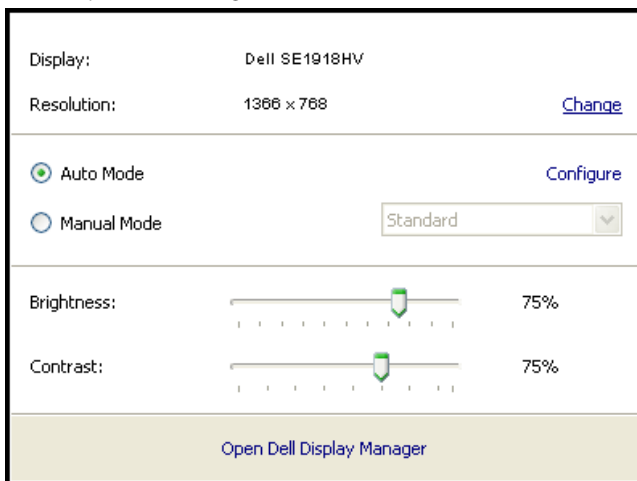 Display: Dell SE1918HV
Resolution: 1366 x 768 Change
Auto Mode Configure
Manual Mode Standard
Brightness: 75%
Contrast: 75%
Open Dell Display Manager